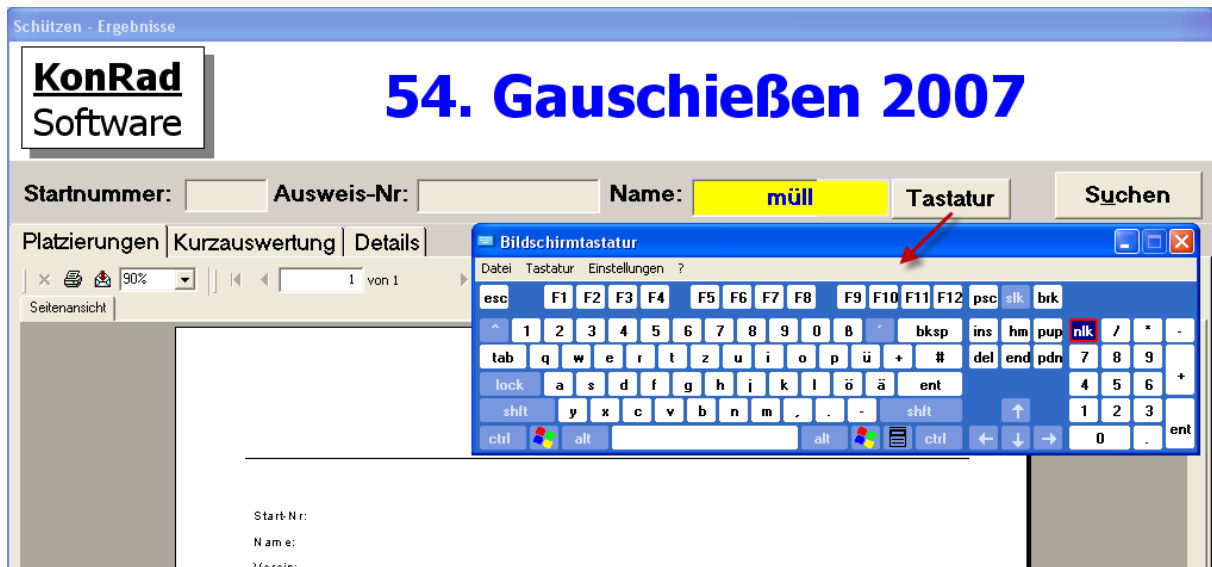 Schützen - Ergebnisse
KonRad
Software
54. Gauschießen 2007
Startnummer: Ausweis-Nr: Name: müll Tastatur Suchen
Platzierungen Kurzauswertung Details
90% 1 von 1
Seitenansicht
Bildschirmtastatur
Datei Tastatur Einstellungen ?
esc F1 F2 F3 F4 F5 F6 F7 F8 F9 F10 F11 F12 psc slk brk
^ 1 2 3 4 5 6 7 8 9 0 ß ´ bksp ins hm pup nlk / * -
tab q w e r t z u i o p ü + # del end pdn 7 8 9 +
lock a s d f g h j k l ö ä ent 4 5 6
shft y x c v b n m , . - shft ↑ 1 2 3 ent
ctrl alt alt ctrl ← ↓ → 0 .
Start-Nr:
Name:
Verein: